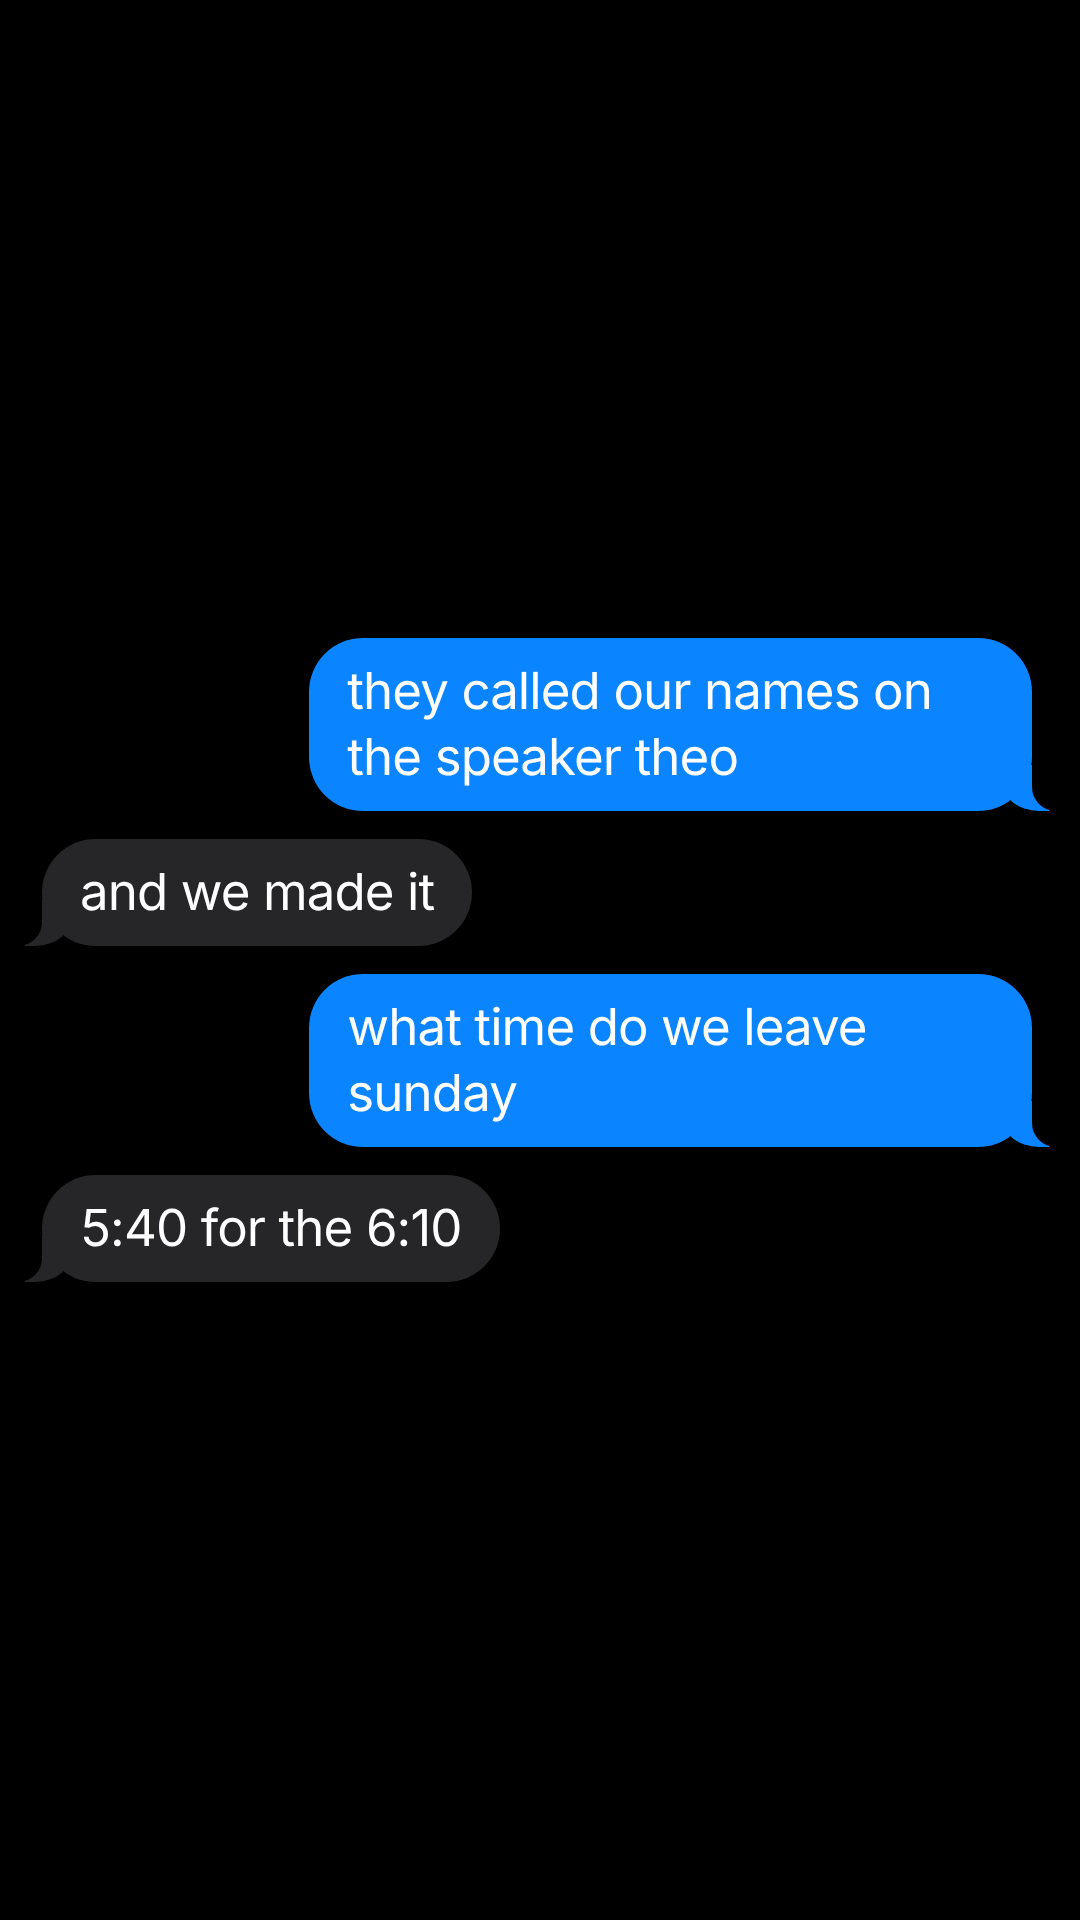 they called our names on
the speaker theo
and we made it
what time do we leave
sunday
5:40 for the 6:10